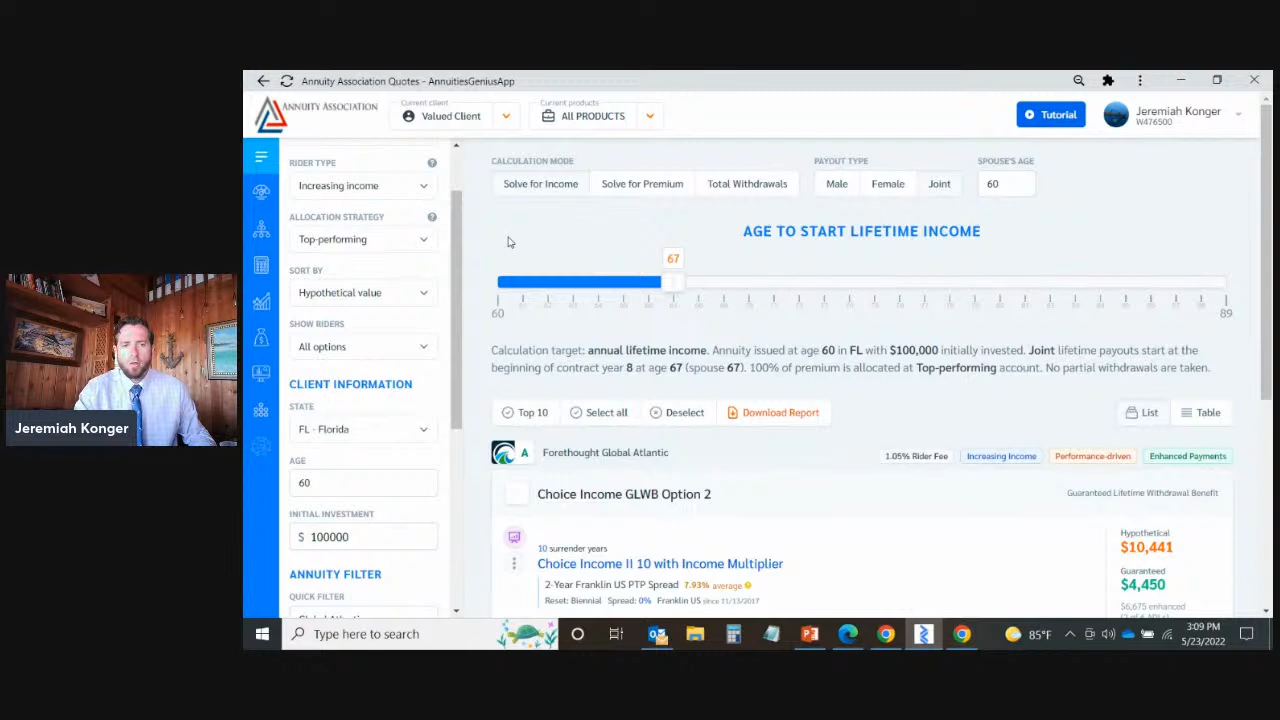 Annuity Association Quotes - AnnuitiesGeniusApp
ANNUITY ASSOCIATION
Current client
Valued Client
Current products
All PRODUCTS
Tutorial
Jeremiah Konger
W476500
RIDER TYPE
Increasing income
ALLOCATION STRATEGY
Top-performing
SORT BY
Hypothetical value
SHOW RIDERS
All options
CLIENT INFORMATION
STATE
FL - Florida
AGE
60
INITIAL INVESTMENT
$ 100000
ANNUITY FILTER
QUICK FILTER
CALCULATION MODE
Solve for Income
Solve for Premium
Total Withdrawals
PAYOUT TYPE
Male
Female
Joint
SPOUSE'S AGE
60
AGE TO START LIFETIME INCOME
67
60
89
Calculation target: annual lifetime income. Annuity issued at age 60 in FL with $100,000 initially invested. Joint lifetime payouts start at the
beginning of contract year 8 at age 67 (spouse 67). 100% of premium is allocated at Top-performing account. No partial withdrawals are taken.
Top 10
Select all
Deselect
Download Report
List
Table
A
Forethought Global Atlantic
1.05% Rider Fee
Increasing Income
Performance-driven
Enhanced Payments
Choice Income GLWB Option 2
Guaranteed Lifetime Withdrawal Benefit
10 surrender years
Choice Income II 10 with Income Multiplier
2-Year Franklin US PTP Spread 7.93% average
Reset: Biennial Spread: 0% Franklin US since 11/13/2017
Hypothetical
$10,441
Guaranteed
$4,450
$6,675 enhanced
Jeremiah Konger
Type here to search
85°F
3:09 PM
5/23/2022